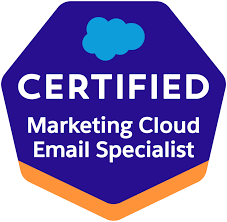 CERTIFIED
Marketing Cloud
Email Specialist